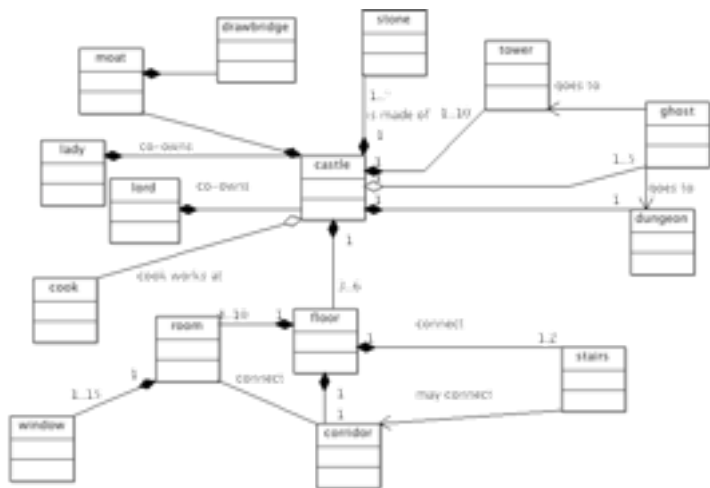 drawbridge
stone
moat
tower
goes to
1..*
1..10
ghost
is made of
1
lady
co-owns
castle
1
1..5
lord
co-owns
1
1
goes to
dungeon
1
cook
cook works at
room
1
floor
1
connect
1..2
stairs
1
connect
1
may connect
1..15
1
window
corridor